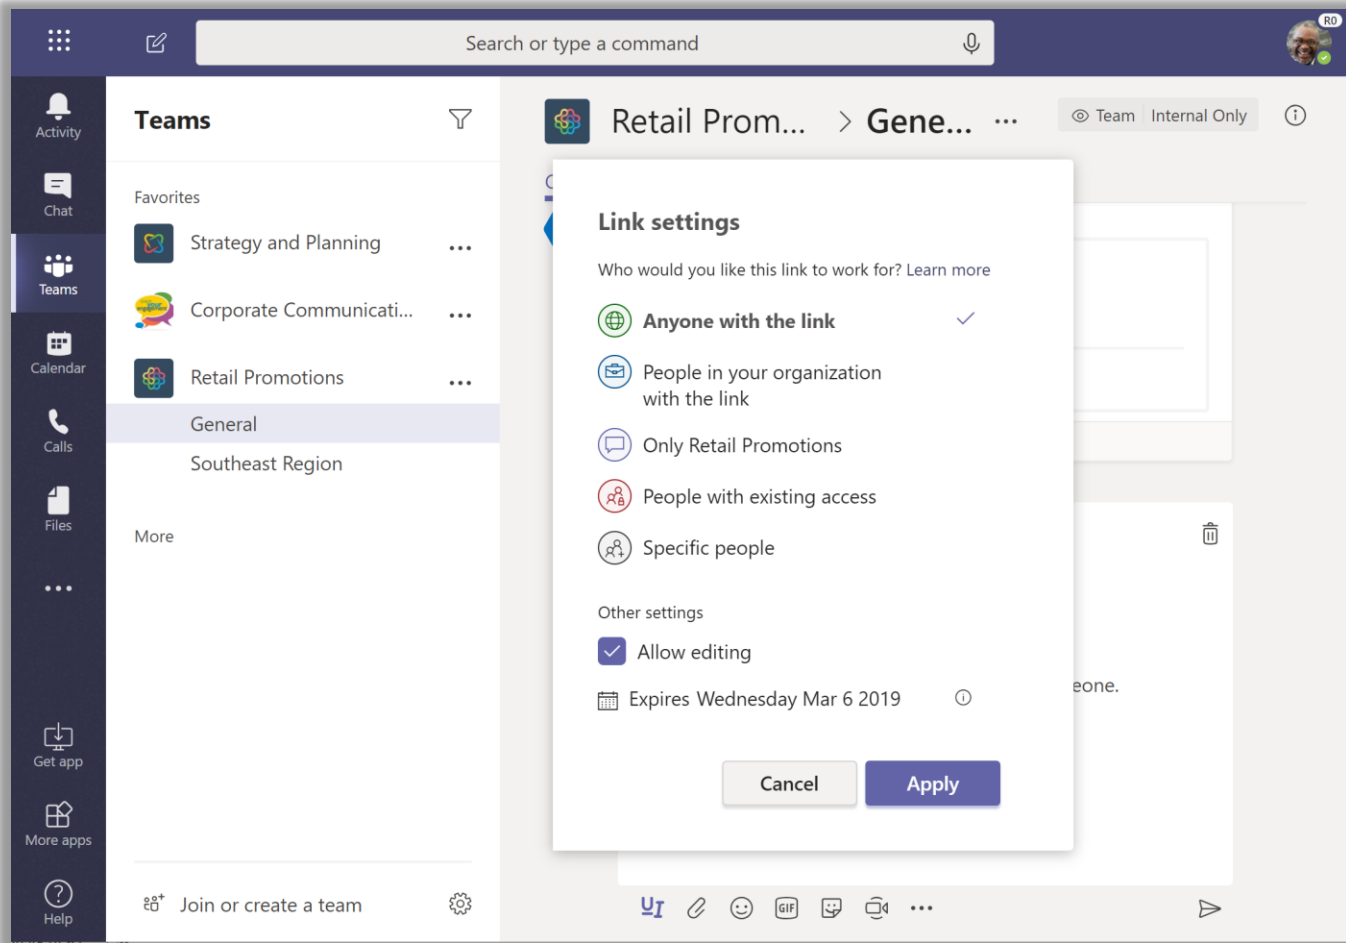 Search or type a command
R0
Activity
Chat
Teams
Calendar
Calls
Files
Get app
More apps
Help
Teams
Favorites
Strategy and Planning
Corporate Communicati...
Retail Promotions
General
Southeast Region
More
Join or create a team
Retail Prom... > Gene... ...
Team Internal Only
Link settings
Who would you like this link to work for? Learn more
Anyone with the link
People in your organization
with the link
Only Retail Promotions
People with existing access
Specific people
Other settings
Allow editing
Expires Wednesday Mar 6 2019
Cancel Apply
eone.
GIF